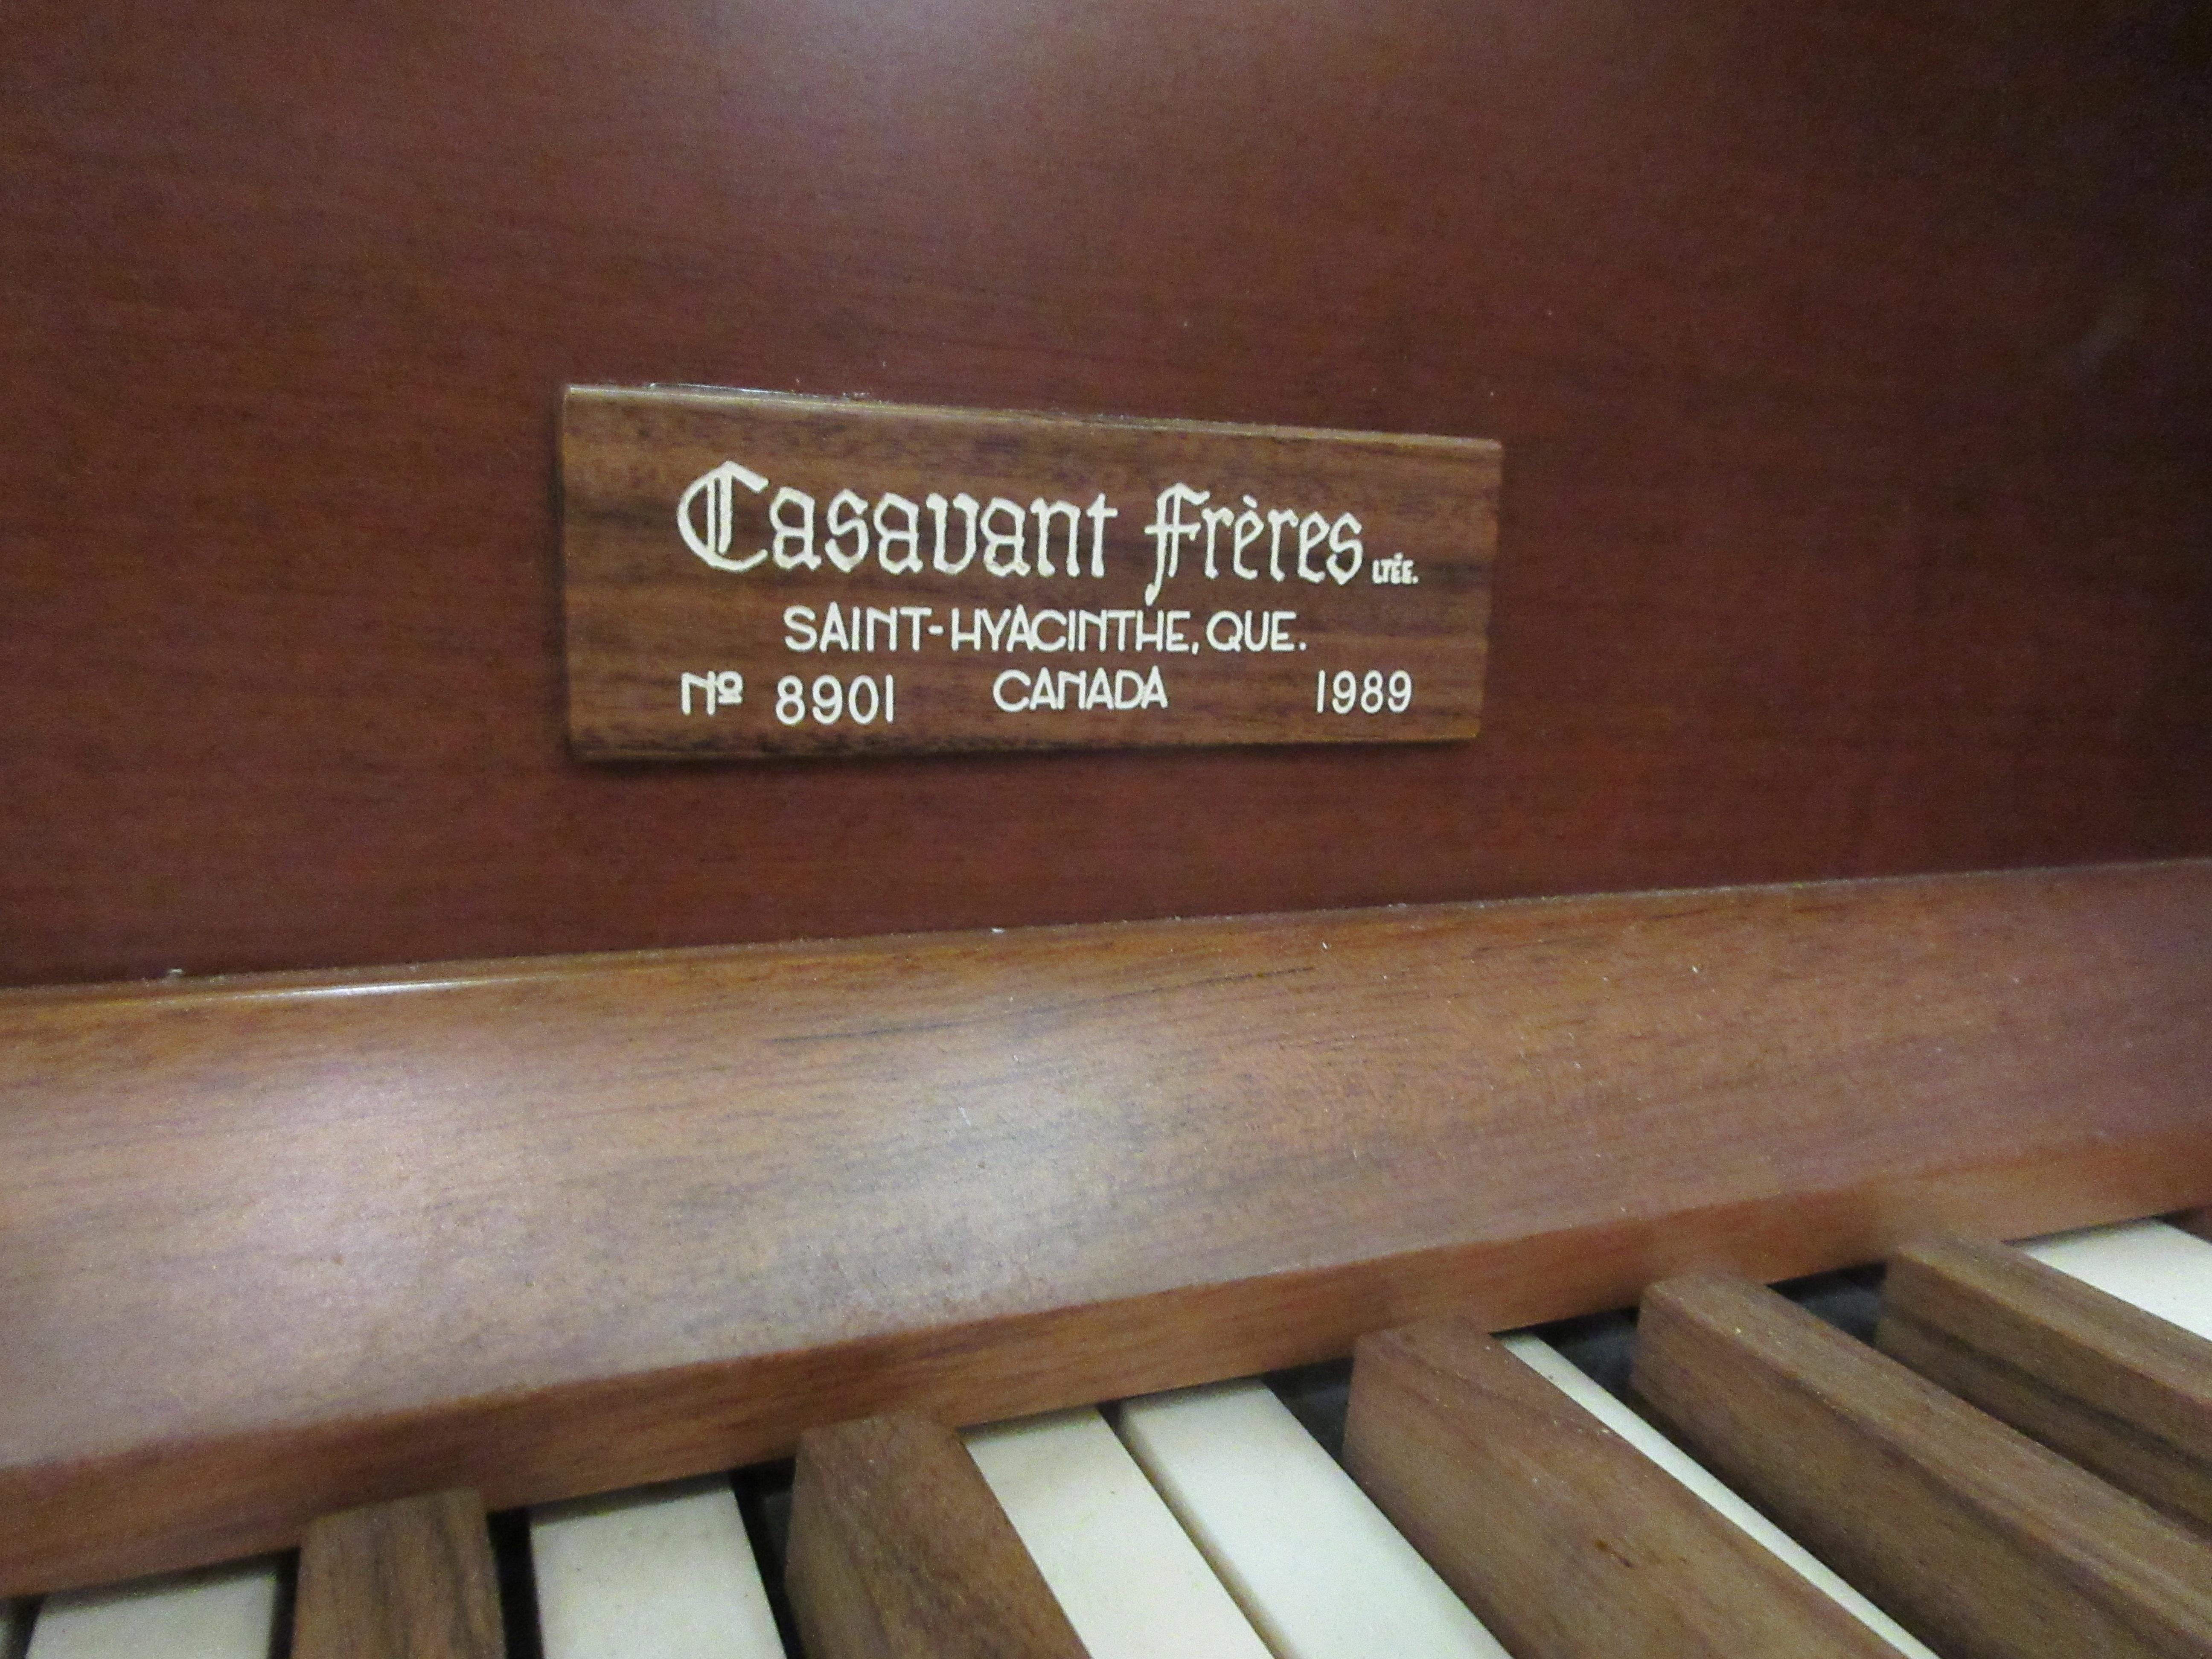 Casavant Frères LTÉE.
SAINT-HYACINTHE, QUE.
Nº 8901 CANADA 1989